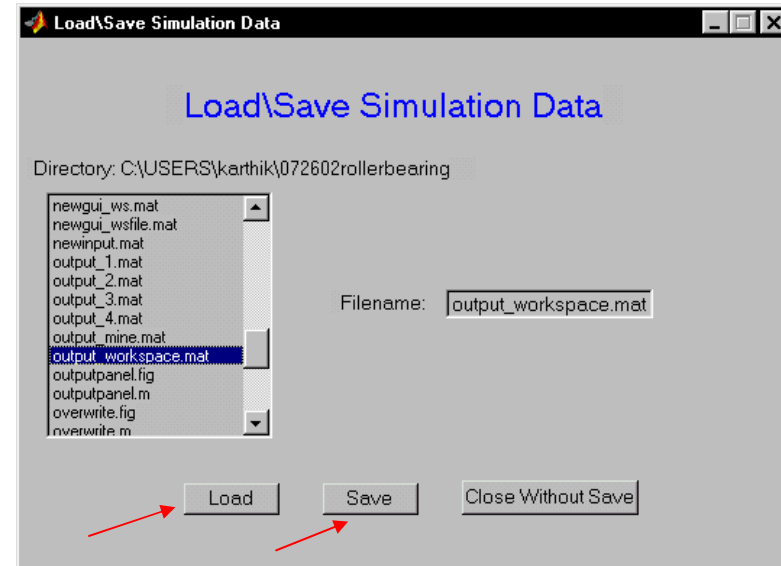 Load\Save Simulation Data
Load\Save Simulation Data
Directory: C:\USERS\karthik\072602rollerbearing
newgui_ws.mat
newgui_wsfile.mat
newinput.mat
output_1.mat
output_2.mat
output_3.mat
output_4.mat
output_mine.mat
output_workspace.mat
outputpanel.fig
outputpanel.m
overwrite.fig
overwrite.m
Filename: output_workspace.mat
Load Save Close Without Save